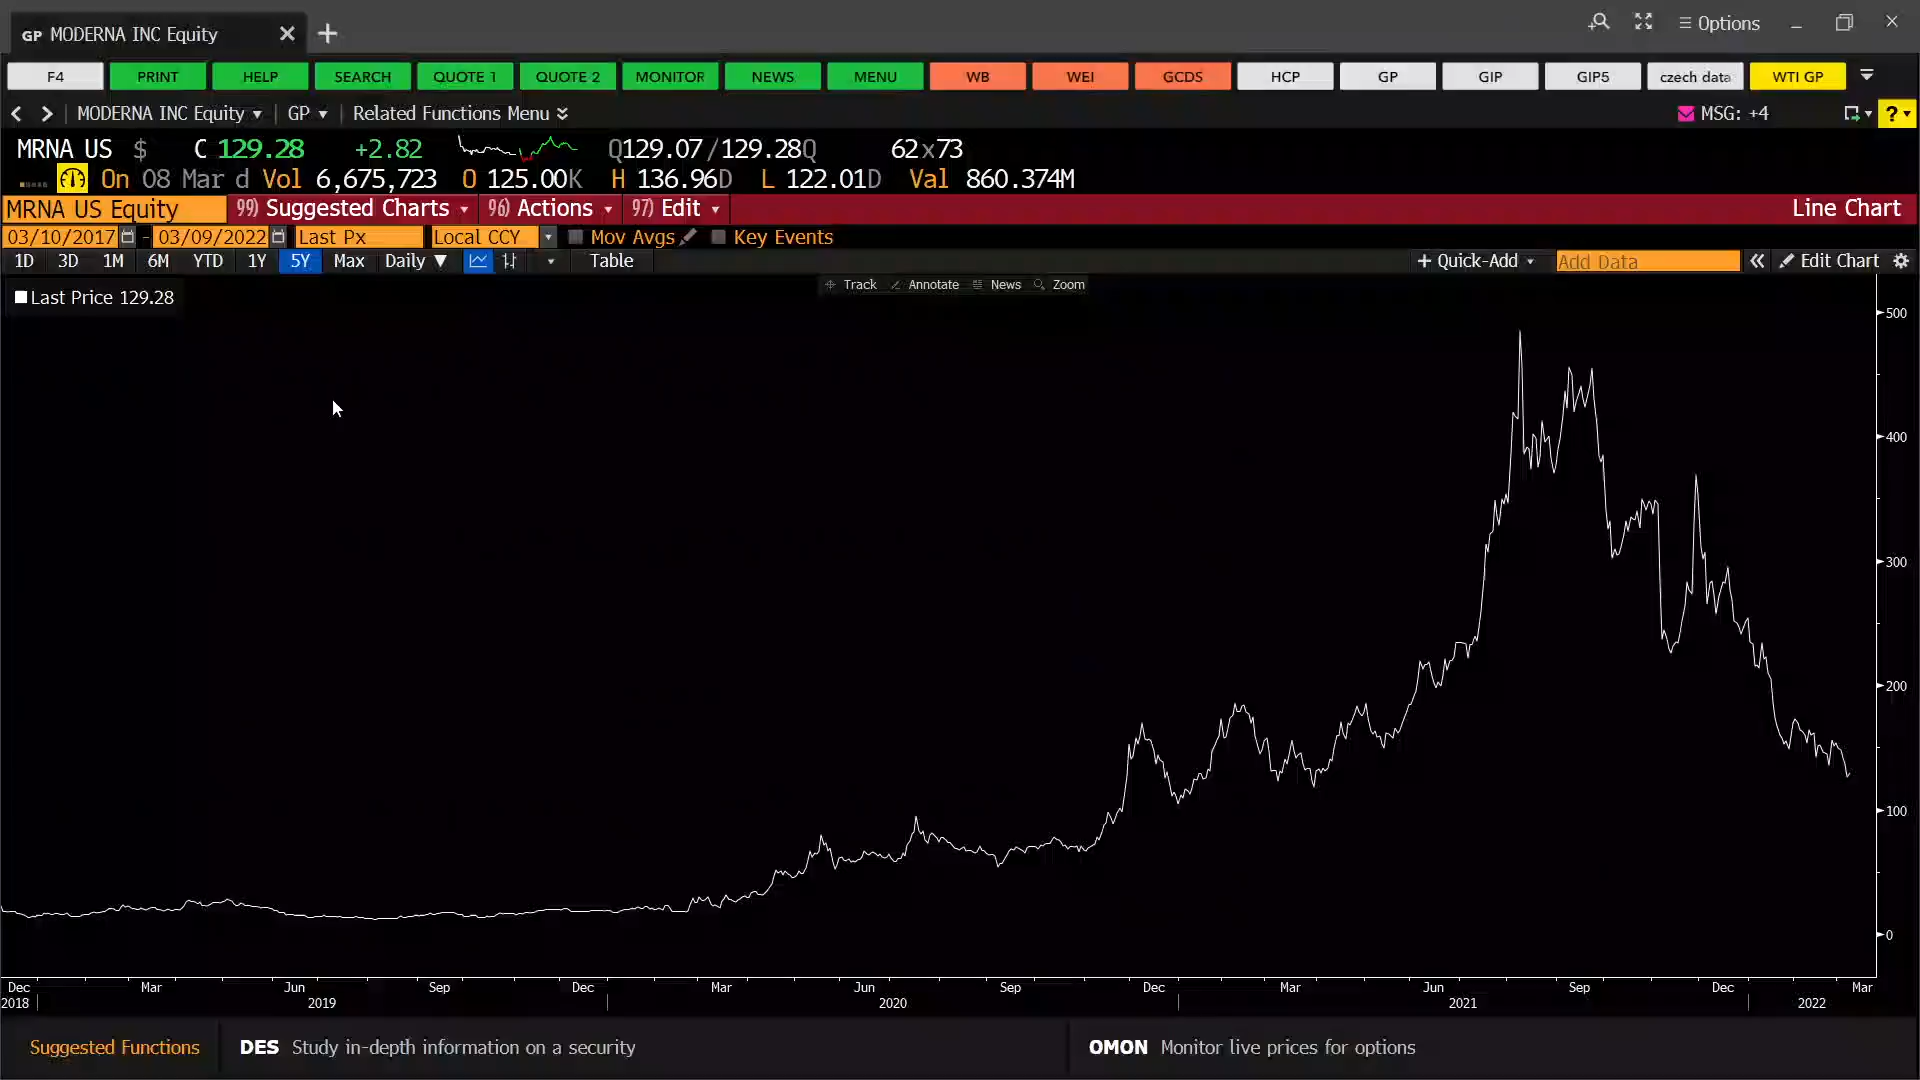 GP MODERNA INC Equity
Options
F4 PRINT HELP SEARCH QUOTE 1 QUOTE 2 MONITOR NEWS MENU WB WEI GCDS HCP GP GIP GIP5 czech data WTI GP
MODERNA INC Equity GP Related Functions Menu MSG: +4 ?
MRNA US $ C 129.28 +2.82 Q129.07/129.28Q 62x73
On 08 Mar d Vol 6,675,723 O 125.00K H 136.96D L 122.01D Val 860.374M
MRNA US Equity 99) Suggested Charts 96) Actions 97) Edit Line Chart
03/10/2017 - 03/09/2022 Last Px Local CCY Mov Avgs Key Events
1D 3D 1M 6M YTD 1Y 5Y Max Daily ▼ Table + Quick-Add Add Data « Edit Chart
Track Annotate News Zoom
Last Price 129.28
500
400
300
200
100
0
Dec Mar Jun Sep Dec Mar Jun Sep Dec Mar Jun Sep Dec Mar
2018 2019 2020 2021 2022
Suggested Functions DES Study in-depth information on a security OMON Monitor live prices for options